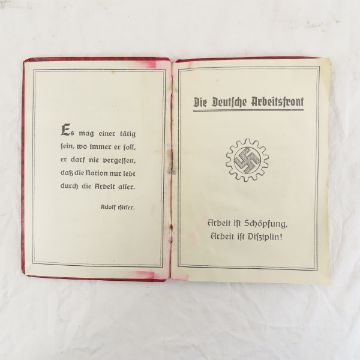 Es mag einer tätig
sein, wo immer er soll,
er darf nie vergessen,
daß die Nation nur lebt
durch die Arbeit aller.
Adolf Hitler.
Die Deutsche Arbeitsfront
Arbeit ist Schöpfung,
Arbeit ist Disziplin!